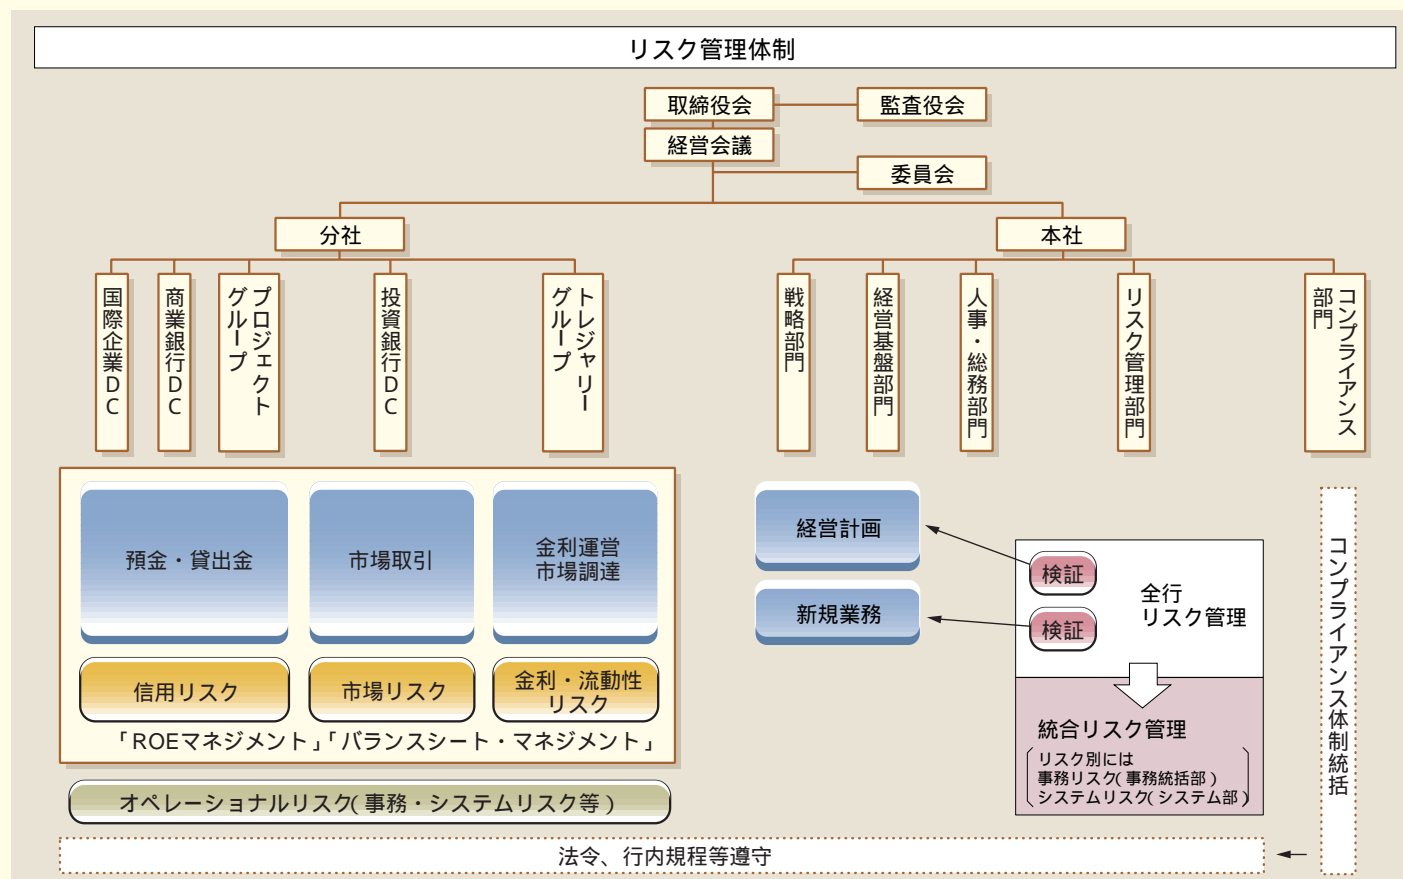 リスク管理体制
取締役会
監査役会
経営会議
委員会
分社
本社
国際企業DC
商業銀行DC
プロジェクト
グループ
投資銀行DC
トレジャリー
グループ
戦略部門
経営基盤部門
人事・総務部門
リスク管理部門
コンプライアンス
部門
預金・貸出金
市場取引
金利運営
市場調達
信用リスク
市場リスク
金利・流動性
リスク
「ROEマネジメント」「バランスシート・マネジメント」
オペレーショナルリスク(事務・システムリスク等)
経営計画
新規業務
検証
検証
全行
リスク管理
統合リスク管理
リスク別には
事務リスク(事務統括部)
システムリスク(システム部)
コンプライアンス体制統括
法令、行内規程等遵守